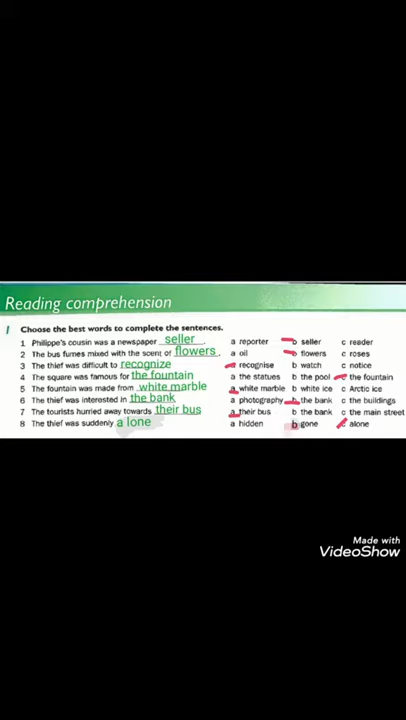 Reading comprehension
1 Choose the best words to complete the sentences.
1 Philippe's cousin was a newspaper seller. a reporter b seller c reader
2 The bus fumes mixed with the scent of flowers. a oil b flowers c roses
3 The thief was difficult to recognize a recognise b watch c notice
4 The square was famous for the fountain a the statues b the pool c the fountain
5 The fountain was made from white marble a white marble b white ice c Arctic ice
6 The thief was interested in the bank a photography b the bank c the buildings
7 The tourists hurried away towards their bus a their bus b the bank c the main street
8 The thief was suddenly a lone a hidden b gone c alone
Made with
VideoShow